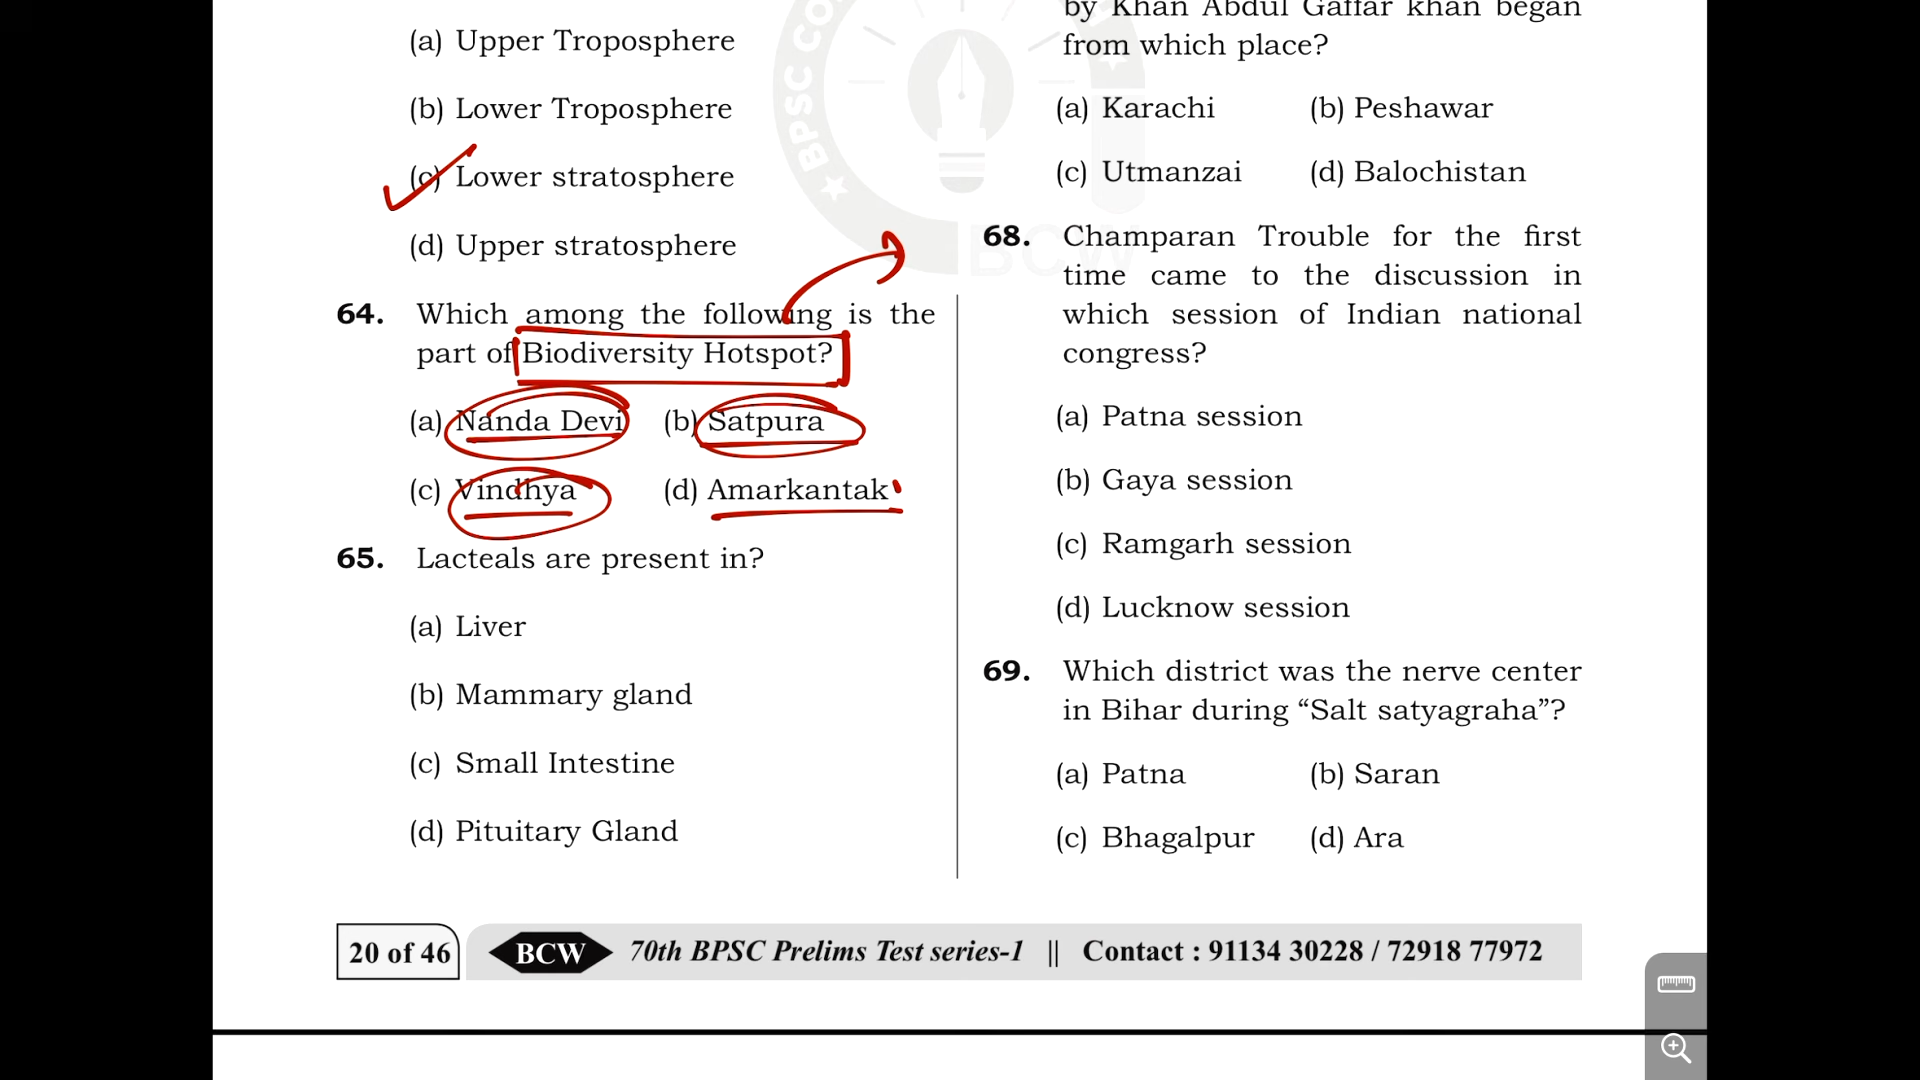 (a) Upper Troposphere
(b) Lower Troposphere
(c) Lower stratosphere
(d) Upper stratosphere
64. Which among the following is the
part of Biodiversity Hotspot?
(a) Nanda Devi (b) Satpura
(c) Vindhya (d) Amarkantak
65. Lacteals are present in?
(a) Liver
(b) Mammary gland
(c) Small Intestine
(d) Pituitary Gland
by Khan Abdul Gaffar khan began
from which place?
(a) Karachi (b) Peshawar
(c) Utmanzai (d) Balochistan
68. Champaran Trouble for the first
time came to the discussion in
which session of Indian national
congress?
(a) Patna session
(b) Gaya session
(c) Ramgarh session
(d) Lucknow session
69. Which district was the nerve center
in Bihar during “Salt satyagraha”?
(a) Patna (b) Saran
(c) Bhagalpur (d) Ara
BPSC CO
BCW
20 of 46 BCW 70th BPSC Prelims Test series-1 || Contact : 91134 30228 / 72918 77972